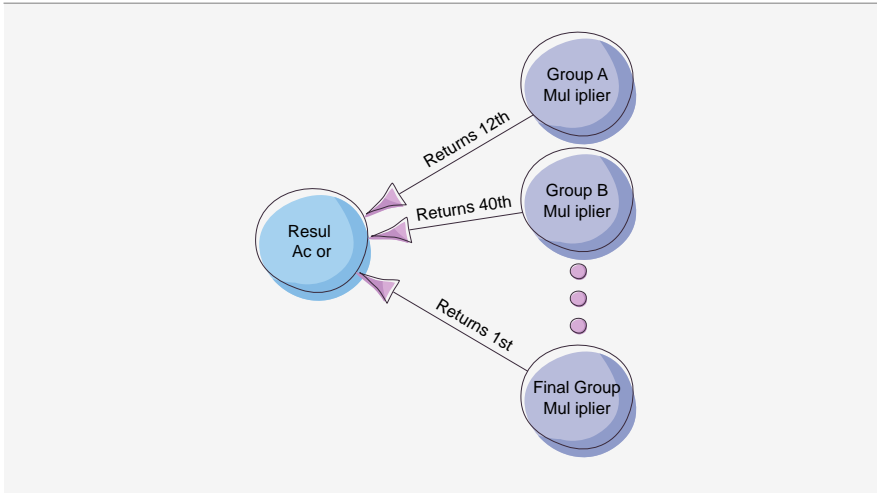 Group A
Mul iplier
Returns 12th
Group B
Mul iplier
Returns 40th
Resul
Ac or
Returns 1st
Final Group
Mul iplier